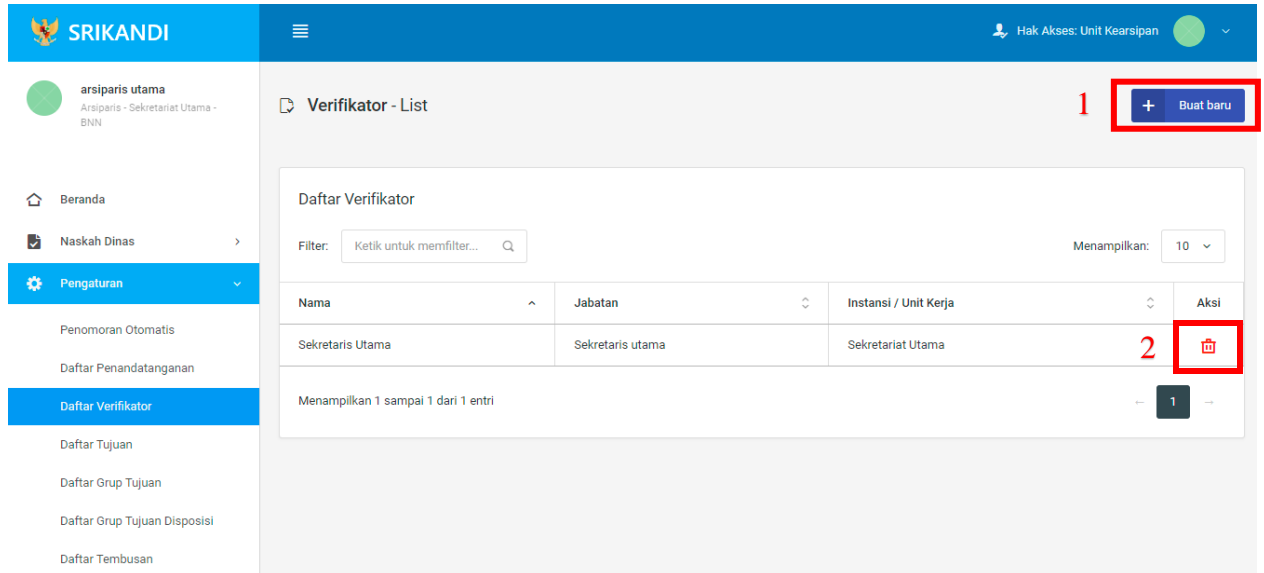 SRIKANDI
Hak Akses: Unit Kearsipan
arsiparis utama
Arsiparis - Sekretariat Utama -
BNN
Verifikator - List
1
Buat baru
Beranda
Naskah Dinas
Pengaturan
Penomoran Otomatis
Daftar Penandatanganan
Daftar Verifikator
Daftar Tujuan
Daftar Grup Tujuan
Daftar Grup Tujuan Disposisi
Daftar Tembusan
Daftar Verifikator
Filter: Ketik untuk memfilter...
Menampilkan: 10
Nama Jabatan Instansi / Unit Kerja Aksi
Sekretaris Utama Sekretaris utama Sekretariat Utama 2
Menampilkan 1 sampai 1 dari 1 entri
← 1 →